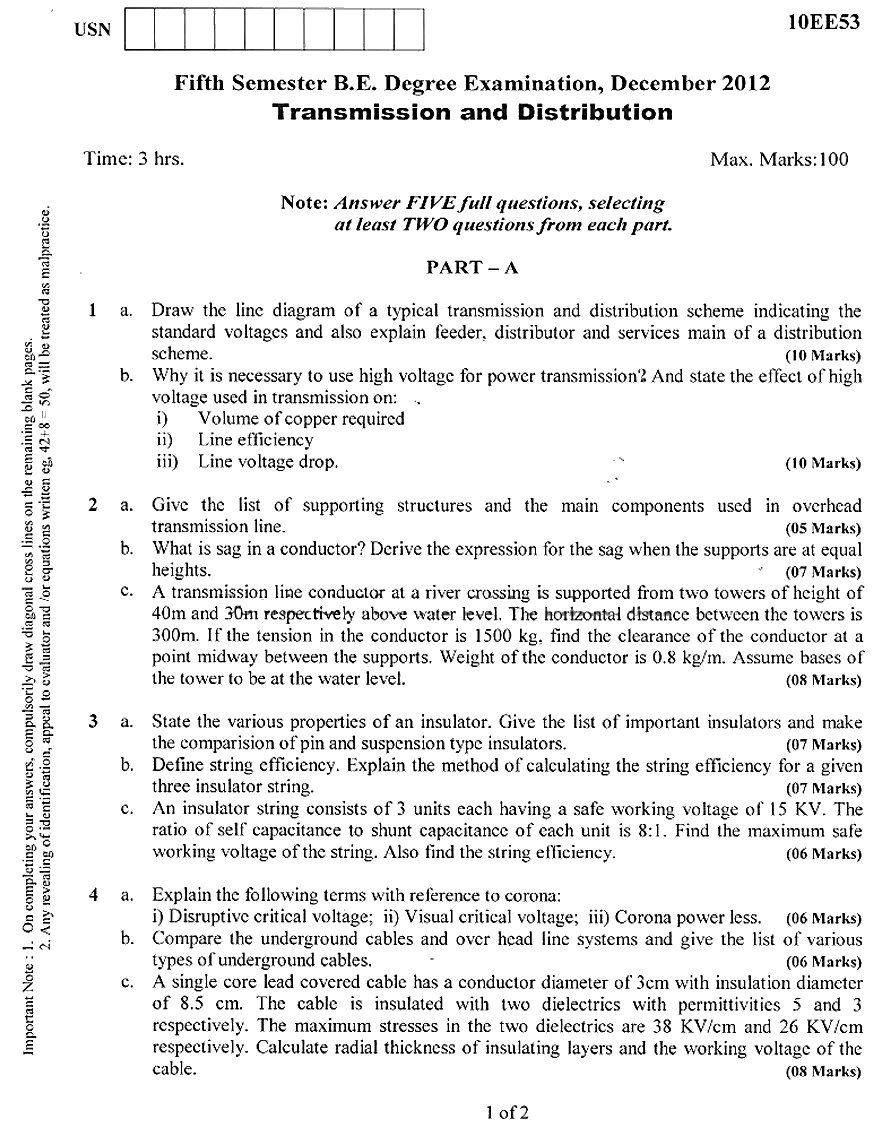 USN
10EE53
Fifth Semester B.E. Degree Examination, December 2012
Transmission and Distribution
Time: 3 hrs.
Max. Marks:100
Note: Answer FIVE full questions, selecting
at least TWO questions from each part.
PART – A
1 a. Draw the line diagram of a typical transmission and distribution scheme indicating the
standard voltages and also explain feeder, distributor and services main of a distribution
scheme. (10 Marks)
b. Why it is necessary to use high voltage for power transmission? And state the effect of high
voltage used in transmission on:
i) Volume of copper required
ii) Line efficiency
iii) Line voltage drop. (10 Marks)
2 a. Give the list of supporting structures and the main components used in overhead
transmission line. (05 Marks)
b. What is sag in a conductor? Derive the expression for the sag when the supports are at equal
heights. (07 Marks)
c. A transmission line conductor at a river crossing is supported from two towers of height of
40m and 30m respectively above water level. The horizontal distance between the towers is
300m. If the tension in the conductor is 1500 kg, find the clearance of the conductor at a
point midway between the supports. Weight of the conductor is 0.8 kg/m. Assume bases of
the tower to be at the water level. (08 Marks)
3 a. State the various properties of an insulator. Give the list of important insulators and make
the comparision of pin and suspension type insulators. (07 Marks)
b. Define string efficiency. Explain the method of calculating the string efficiency for a given
three insulator string. (07 Marks)
c. An insulator string consists of 3 units each having a safe working voltage of 15 KV. The
ratio of self capacitance to shunt capacitance of each unit is 8:1. Find the maximum safe
working voltage of the string. Also find the string efficiency. (06 Marks)
4 a. Explain the following terms with reference to corona:
i) Disruptive critical voltage; ii) Visual critical voltage; iii) Corona power less. (06 Marks)
b. Compare the underground cables and over head line systems and give the list of various
types of underground cables. (06 Marks)
c. A single core lead covered cable has a conductor diameter of 3cm with insulation diameter
of 8.5 cm. The cable is insulated with two dielectrics with permittivities 5 and 3
respectively. The maximum stresses in the two dielectrics are 38 KV/cm and 26 KV/cm
respectively. Calculate radial thickness of insulating layers and the working voltage of the
cable. (08 Marks)
1 of 2
Important Note : 1. On completing your answers, compulsorily draw diagonal cross lines on the remaining blank pages.
2. Any revealing of identification, appeal to evaluator and /or equations written eg, 42+8 = 50, will be treated as malpractice.